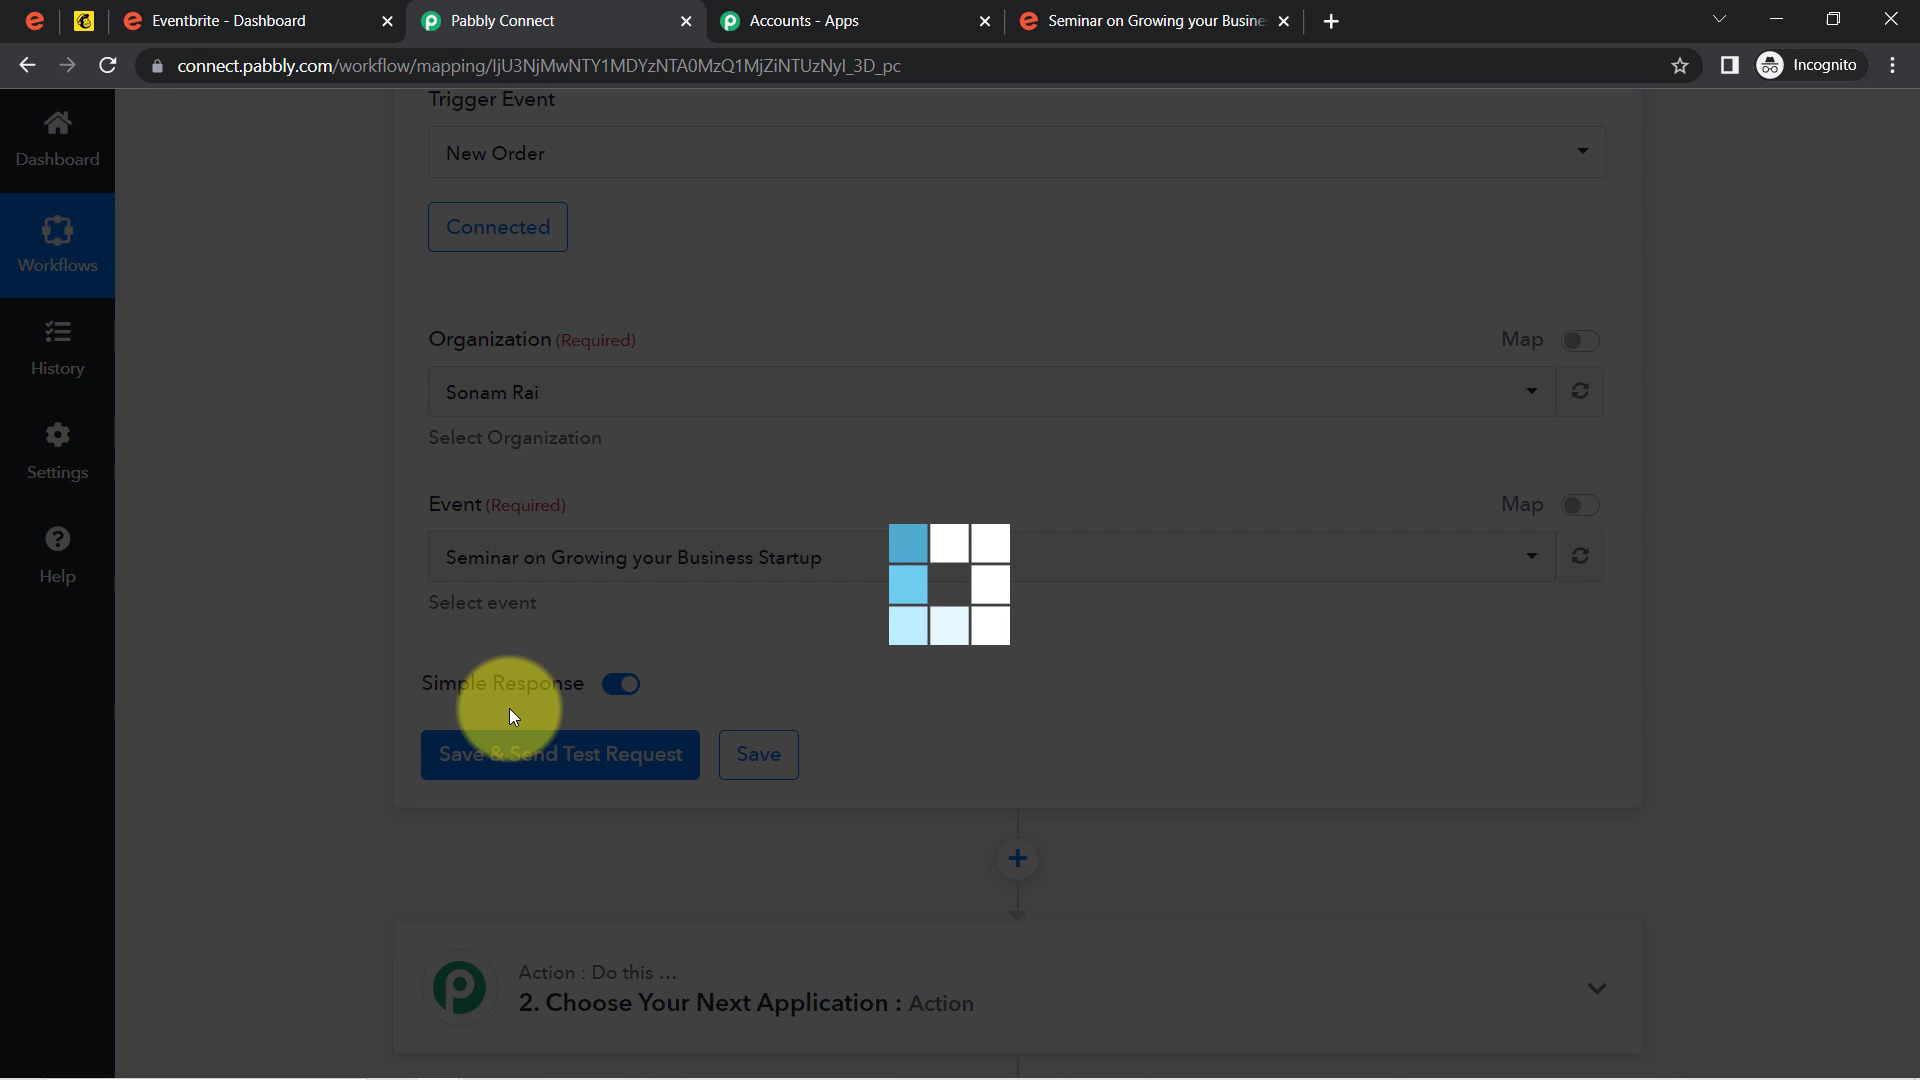 Eventbrite - Dashboard
Pabbly Connect
Accounts - Apps
Seminar on Growing your Busine
connect.pabbly.com/workflow/mapping/IjU3NjMwNTY1MDYzNTA0MzQ1MjZiNTUzNyI_3D_pc
Incognito
Dashboard
Workflows
History
Settings
Help
Trigger Event
New Order
Connected
Organization (Required)
Map
Sonam Rai
Select Organization
Event (Required)
Map
Seminar on Growing your Business Startup
Select event
Simple Response
Save & Send Test Request
Save
Action : Do this ...
2. Choose Your Next Application : Action